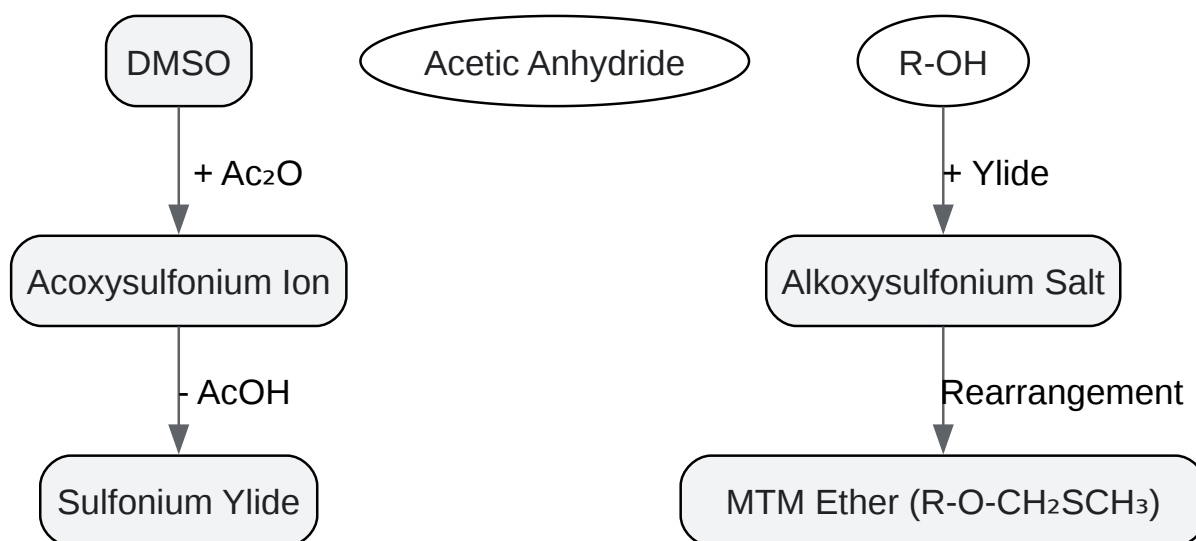 DMSO
Acetic Anhydride
R-OH
+ Ac₂O
+ Ylide
Acoxysulfonium Ion
Alkoxysulfonium Salt
- AcOH
Rearrangement
Sulfonium Ylide
MTM Ether (R-O-CH₂SCH₃)